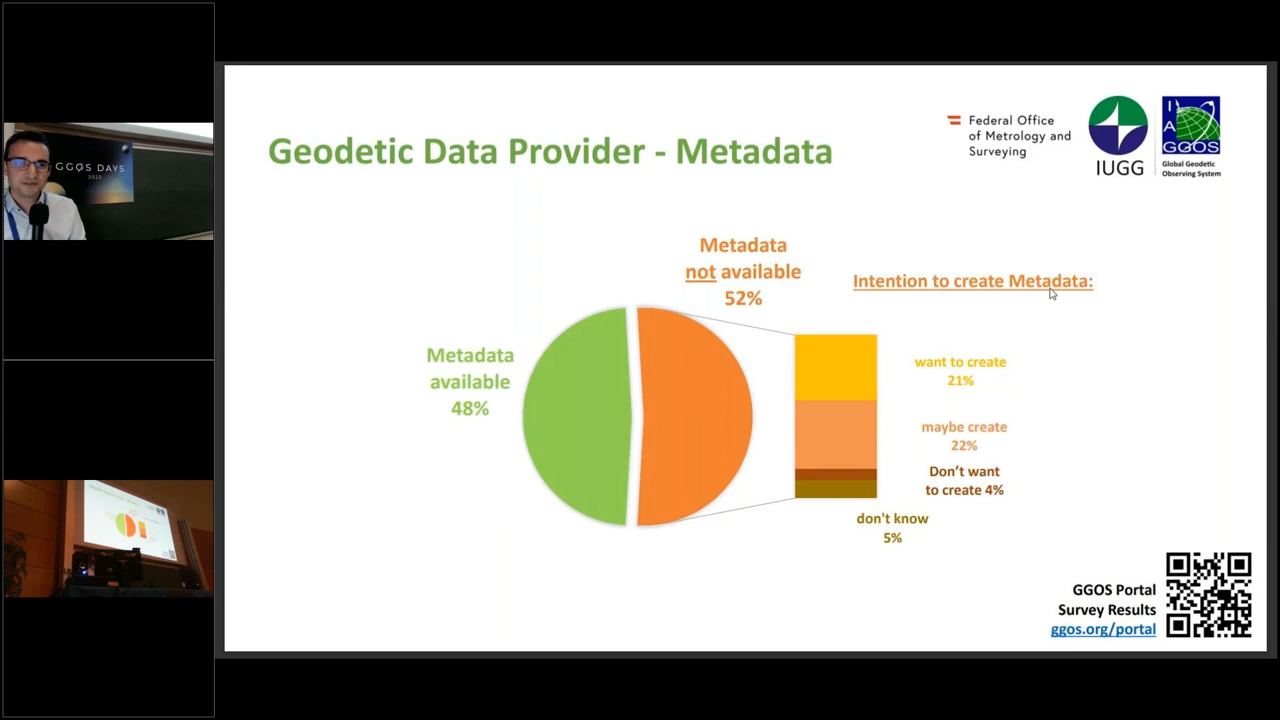 GGOS DAYS
2023
Geodetic Data Provider - Metadata
Federal Office
of Metrology and
Surveying
IUGG
I
A
GGOS
Global Geodetic
Observing System
Metadata
not available
52%
Intention to create Metadata:
Metadata
available
48%
want to create
21%
maybe create
22%
Don't want
to create 4%
don't know
5%
GGOS Portal
Survey Results
ggos.org/portal